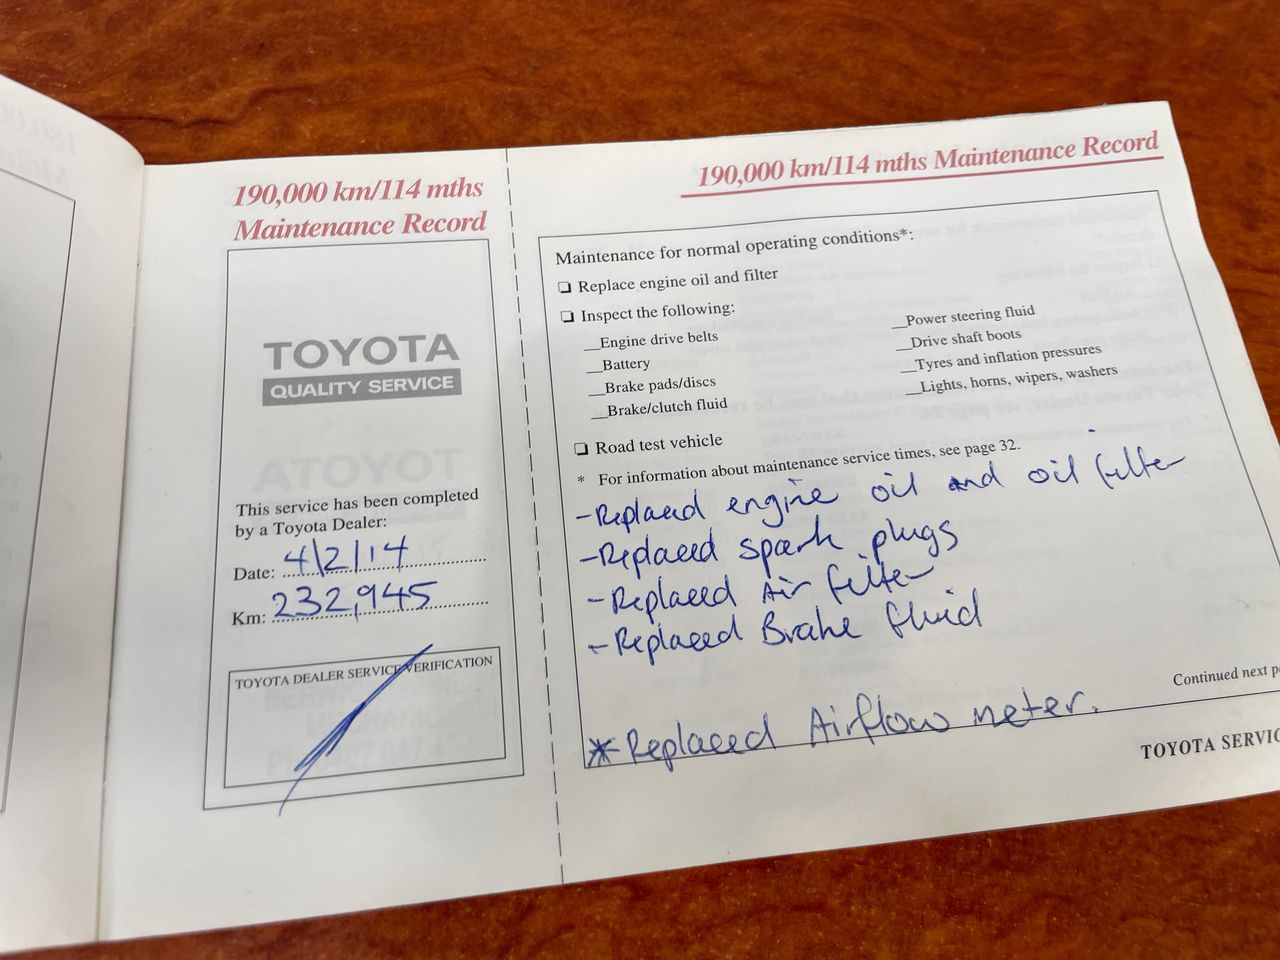 190,000 km/114 mths
Maintenance Record
TOYOTA
QUALITY SERVICE
This service has been completed
by a Toyota Dealer:
Date: 4/2/14
Km: 232,945
TOYOTA DEALER SERVICE VERIFICATION
190,000 km/114 mths Maintenance Record
Maintenance for normal operating conditions*:
❏ Replace engine oil and filter
❏ Inspect the following:
__Engine drive belts
__Battery
__Brake pads/discs
__Brake/clutch fluid
__Power steering fluid
__Drive shaft boots
__Tyres and inflation pressures
__Lights, horns, wipers, washers
❏ Road test vehicle
* For information about maintenance service times, see page 32.
-Replaced engine oil and oil filter
-Replaced spark plugs
-Replaced Air filter
-Replaced Brake fluid
*Replaced Airflow meter.
Continued next
TOYOTA